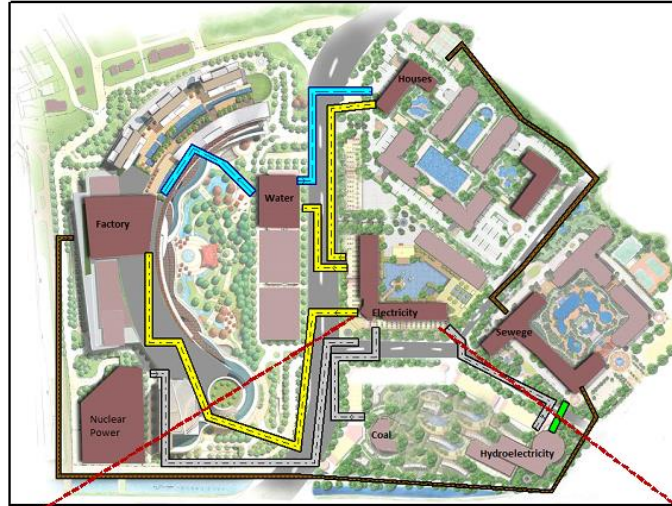 Houses
Water
Factory
Electricity
Sewege
Nuclear
Power
Coal
Hydroelectricity